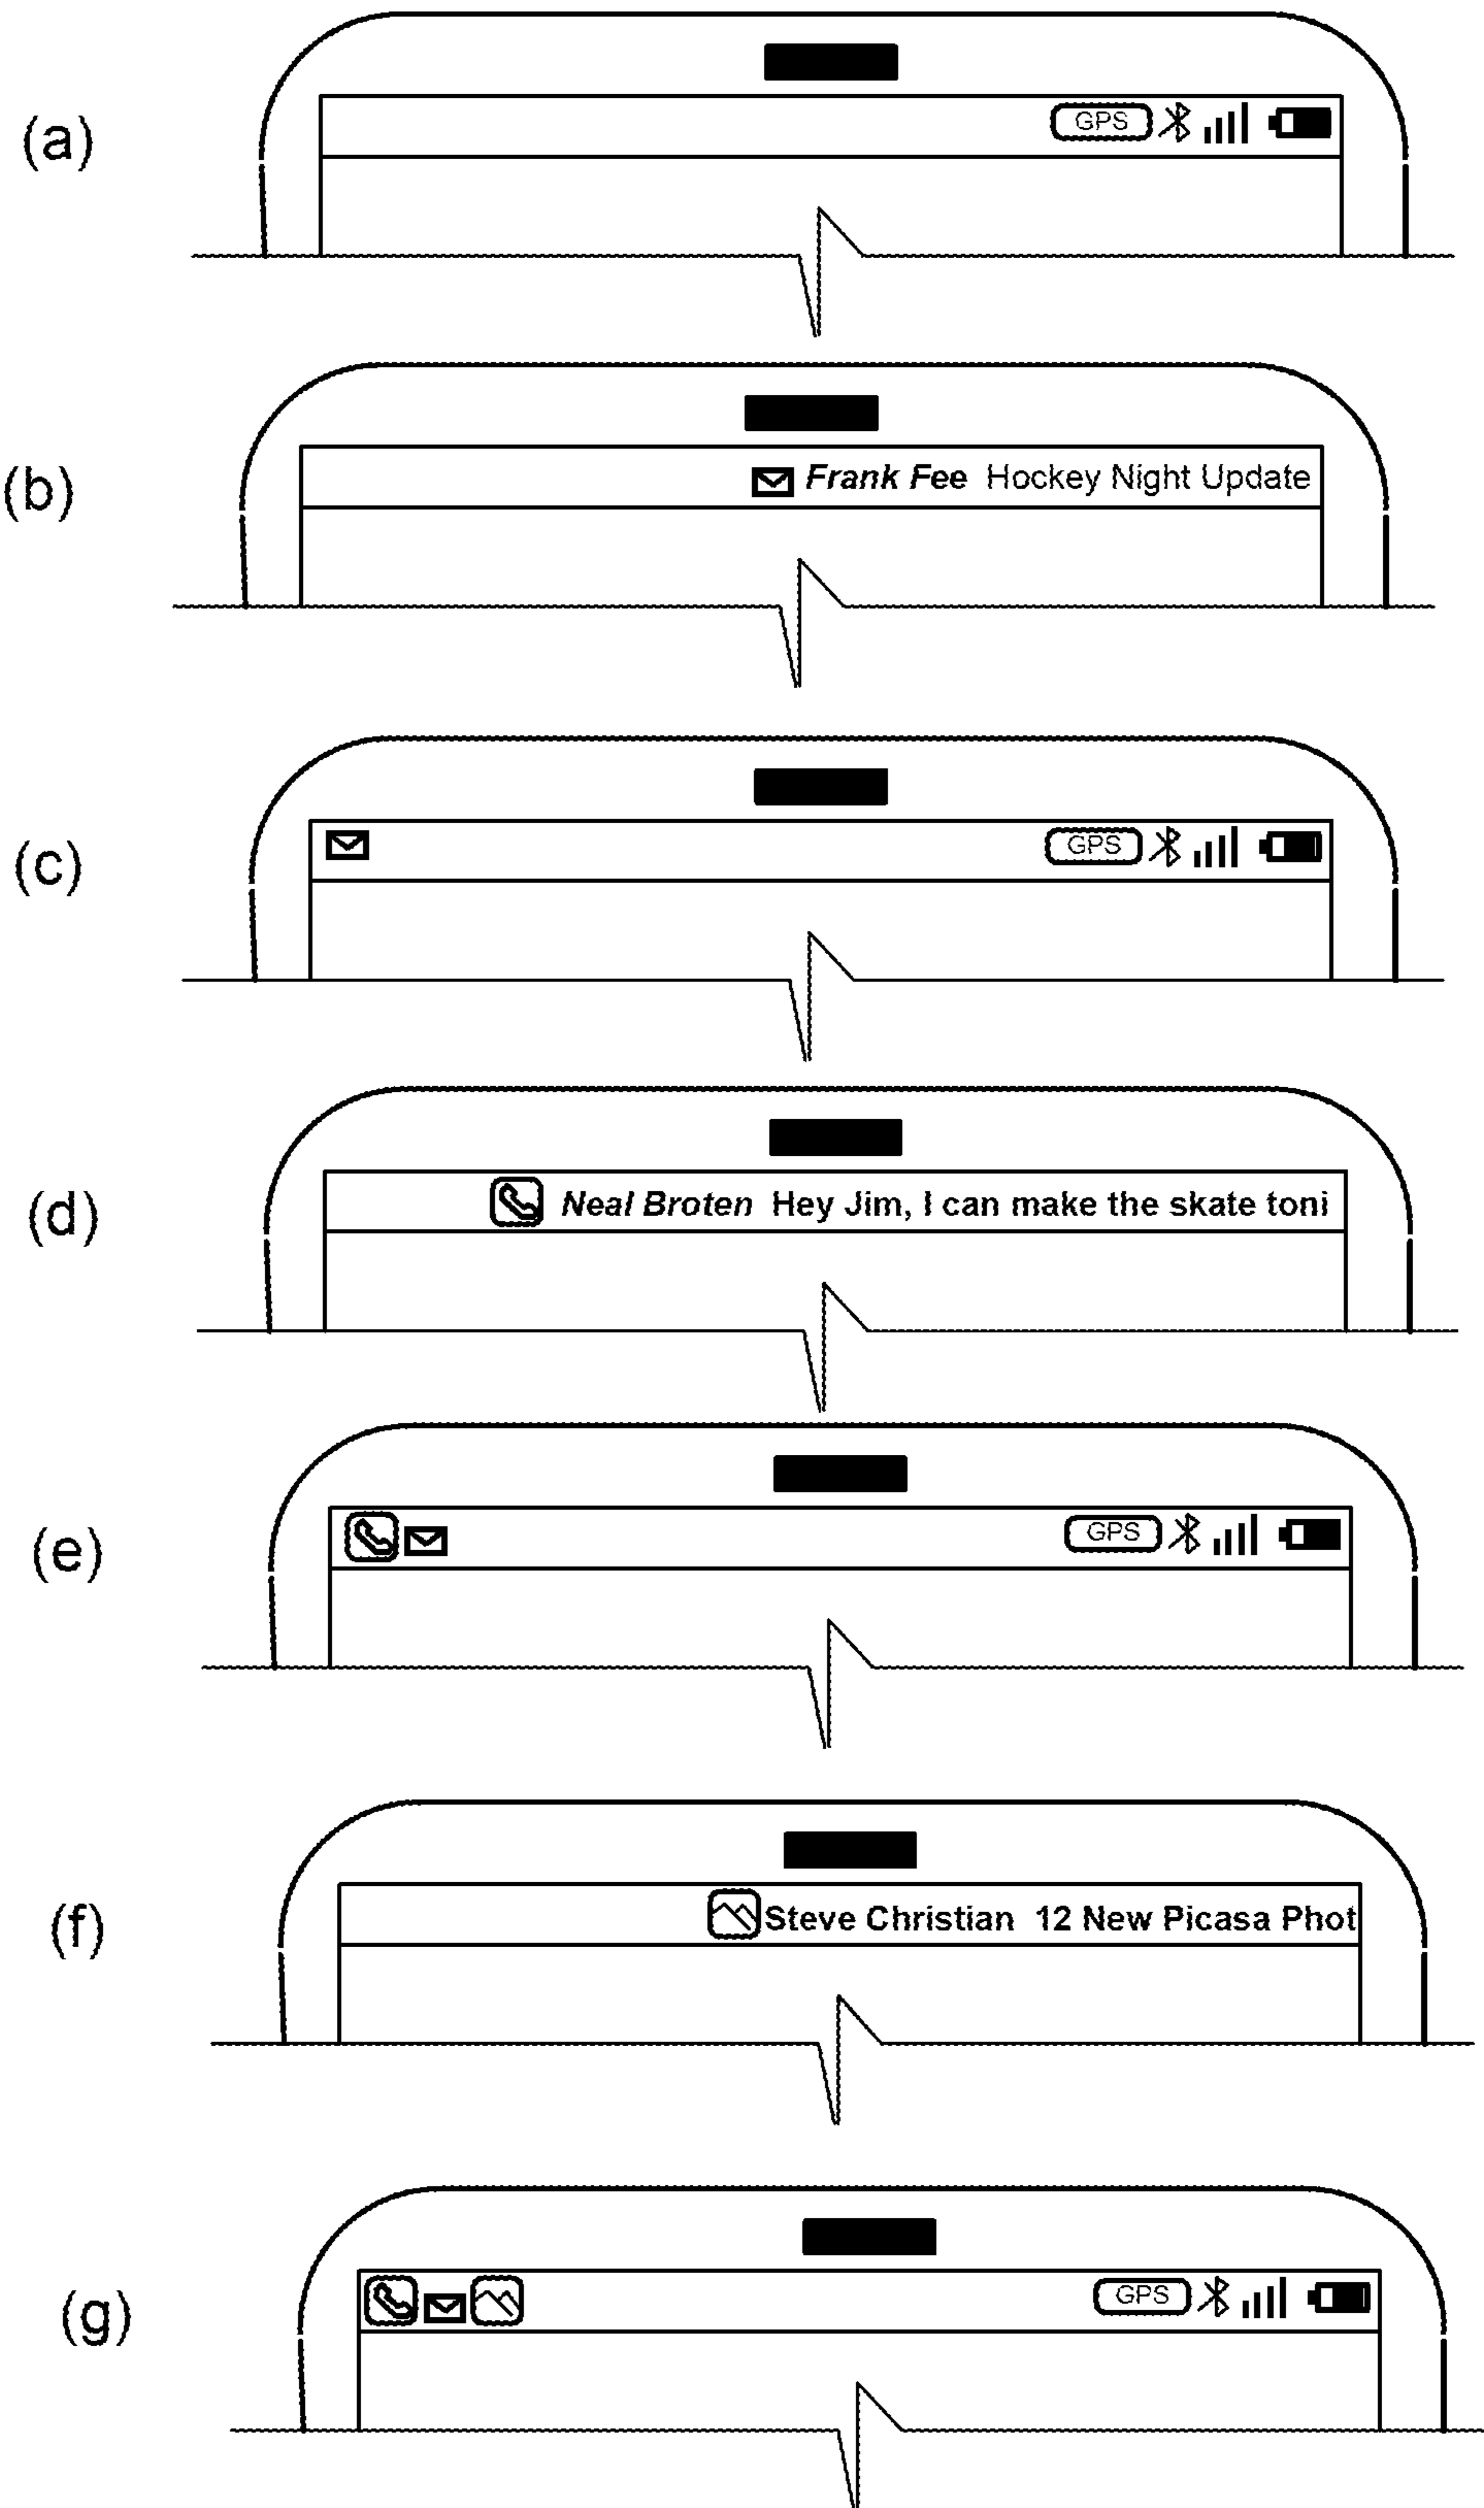 (a)
GPS
(b)
Frank Fee Hockey Night Update
(c)
GPS
(d)
Neal Broten Hey Jim, I can make the skate toni
(e)
GPS
(f)
Steve Christian 12 New Picasa Phot
(g)
GPS